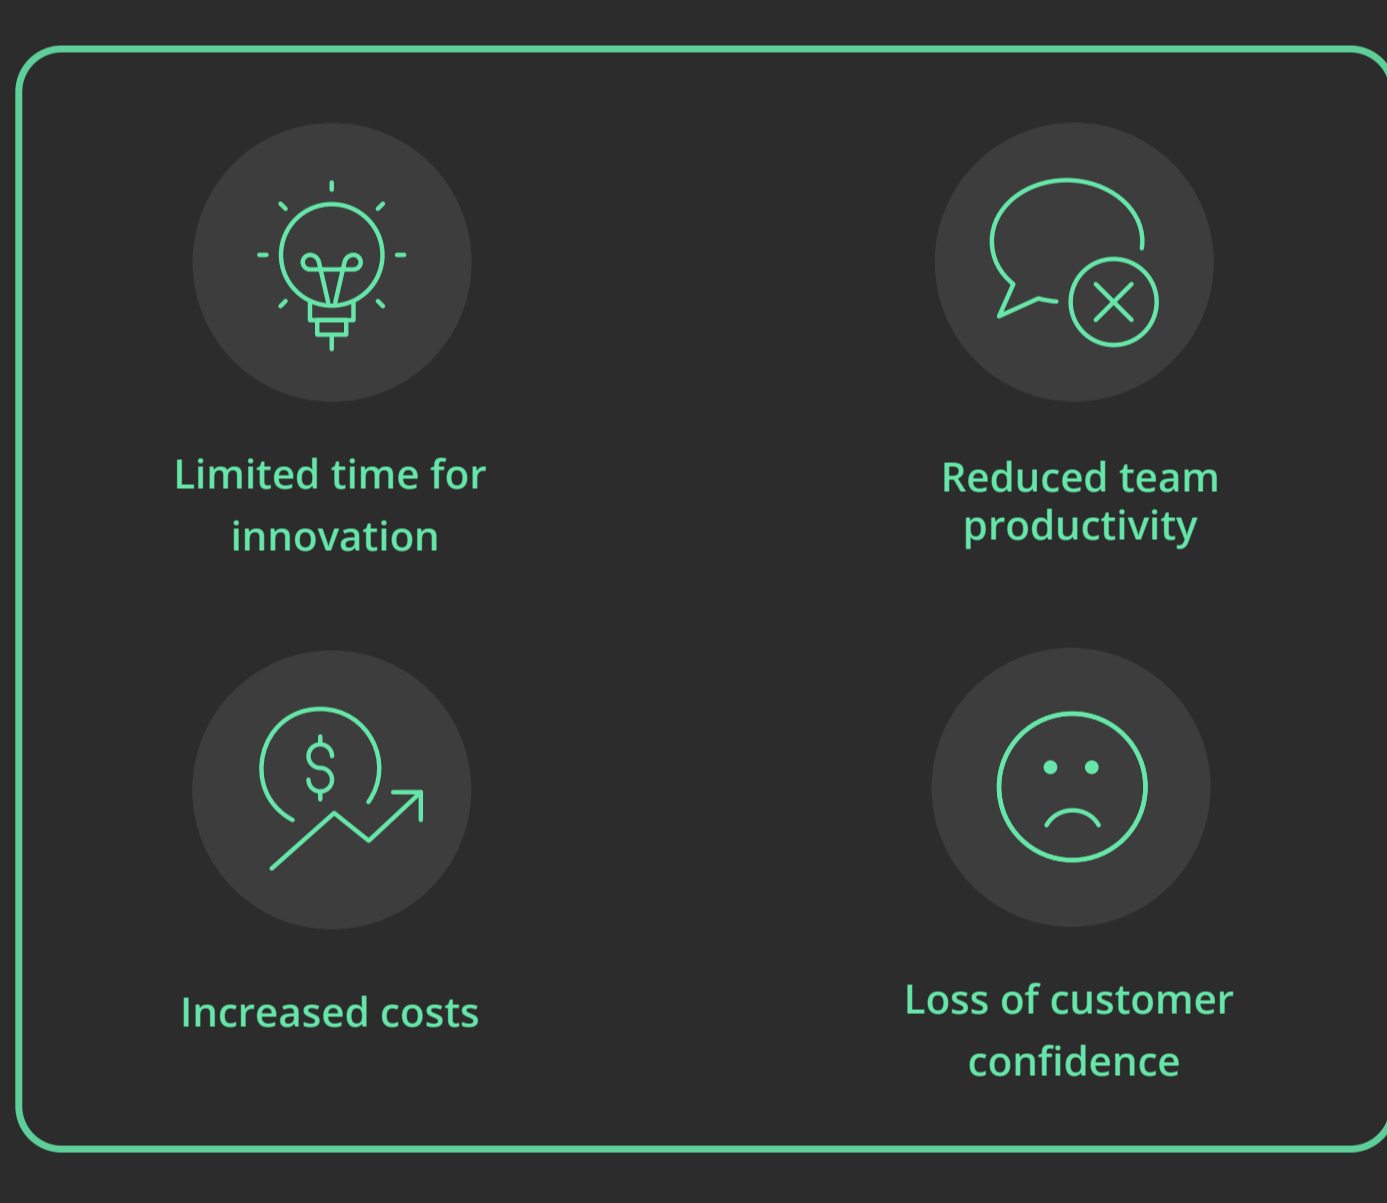 Limited time for
innovation
Reduced team
productivity
$
Increased costs
Loss of customer
confidence